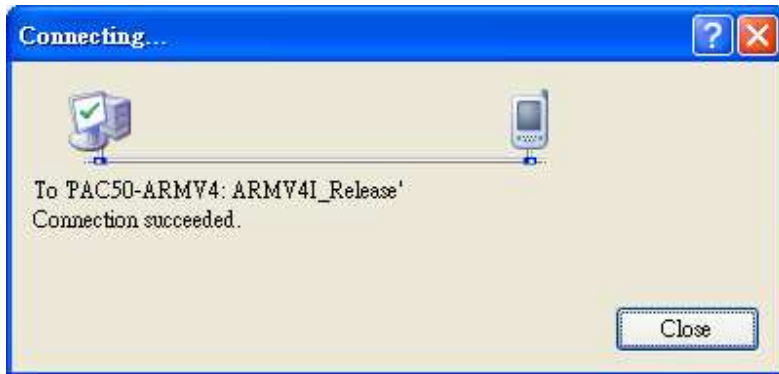 Connecting...
To 'PAC50-ARMV4: ARMV4I_Release'
Connection succeeded.
Close